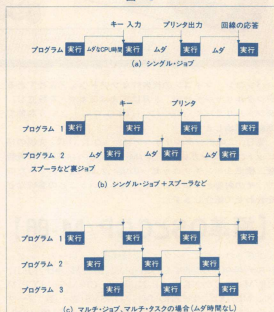 キー 入力 プリンタ出力 回線の応答
プログラム 実行 ムダなCPU時間 実行 ムダ 実行 ムダ 実行
(a) シングル・ジョブ
キー プリンタ
プログラム 1 実行 実行 実行 実行
プログラム 2 ムダ 実行 ムダ 実行 ムダ 実行
スプーラなど裏ジョブ
(b) シングル・ジョブ+スプーラなど
プログラム 1 実行 実行 実行 実行
プログラム 2 実行 実行 実行
プログラム 3 実行 実行 実行
(c) マルチ・ジョブ、マルチ・タスクの場合(ムダ時間なし)